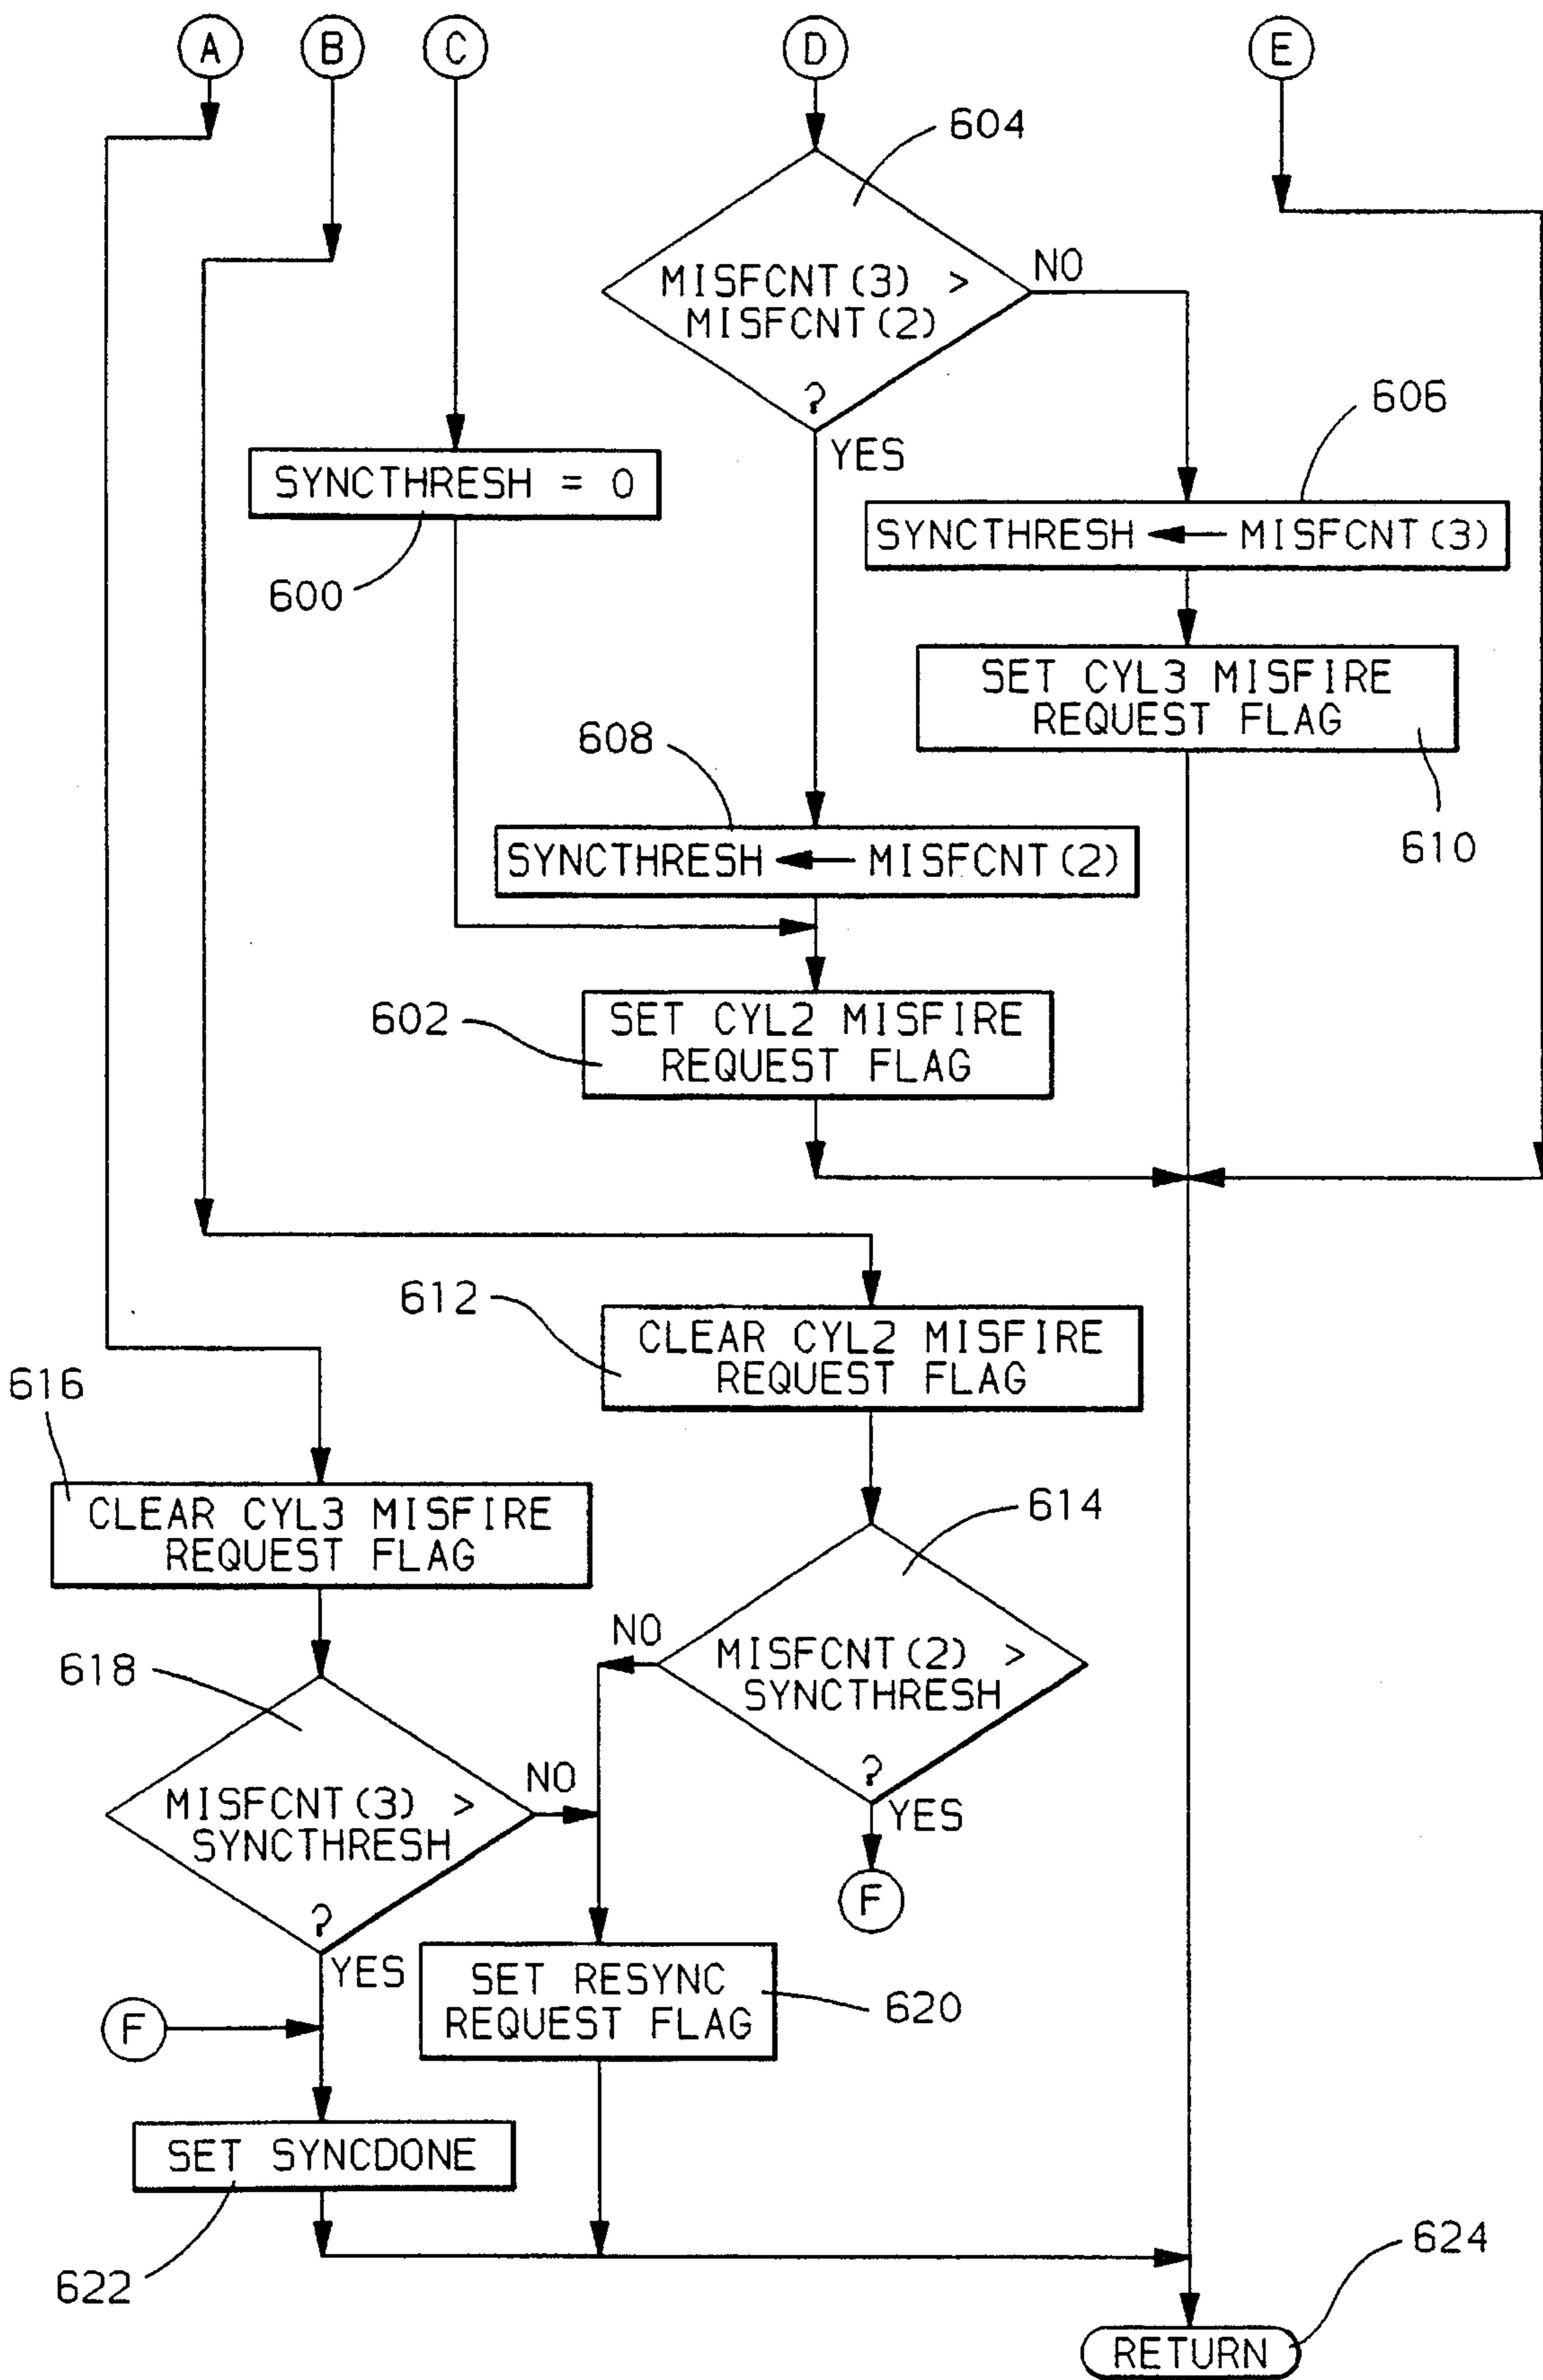 A
B
C
D
E
604
MISFCNT(3) >
MISFCNT(2)
?
NO
YES
606
SYNCTHRESH = 0
600
SYNCTHRESH ← MISFCNT(3)
SET CYL3 MISFIRE
REQUEST FLAG
610
608
SYNCTHRESH ← MISFCNT(2)
602
SET CYL2 MISFIRE
REQUEST FLAG
612
CLEAR CYL2 MISFIRE
REQUEST FLAG
616
CLEAR CYL3 MISFIRE
REQUEST FLAG
614
MISFCNT(2) >
SYNCTHRESH
?
NO
YES
F
618
MISFCNT(3) >
SYNCTHRESH
?
NO
YES
F
SET RESYNC
REQUEST FLAG
620
SET SYNCDONE
622
624
RETURN